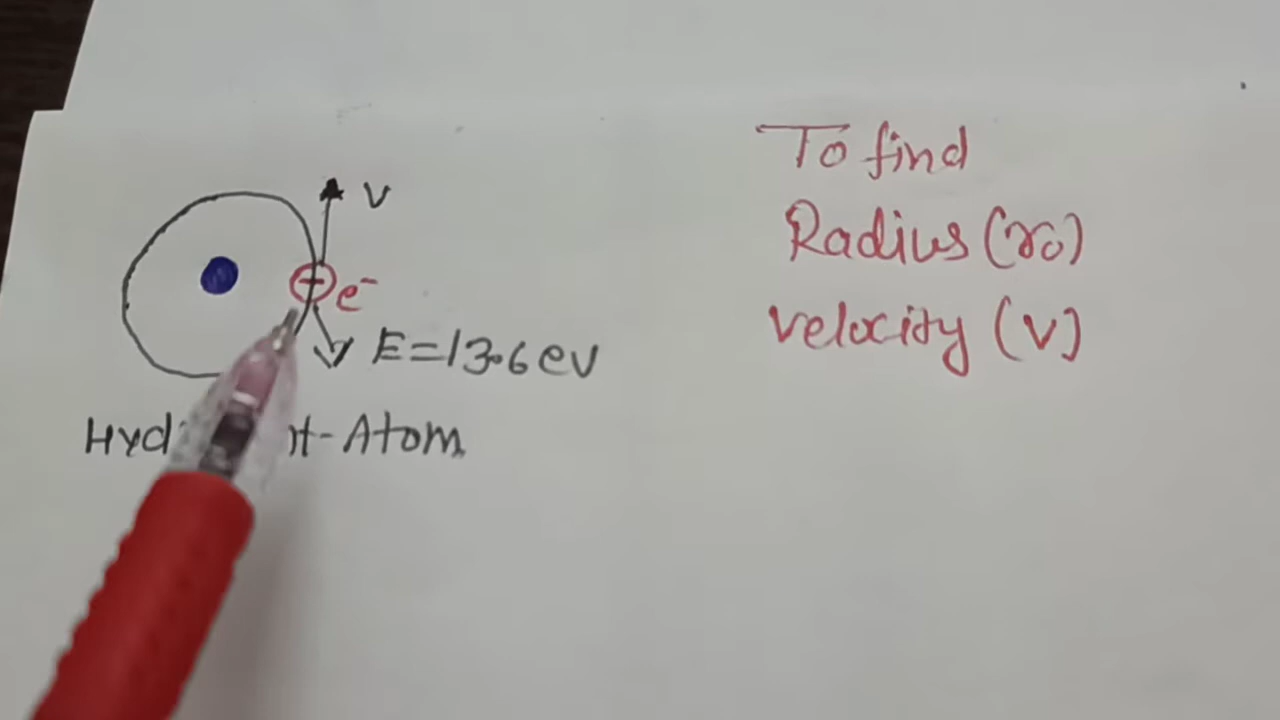 V
e⁻
E=13.6eV
Atom
To find
Radius (r₀)
velocity (v)